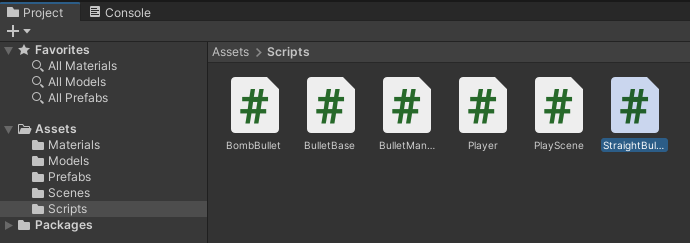 Project
Console
Favorites
All Materials
All Models
All Prefabs
Assets
Materials
Models
Prefabs
Scenes
Scripts
Packages
Assets > Scripts
# # # # # #
BombBullet BulletBase BulletMan... Player PlayScene StraightBul...